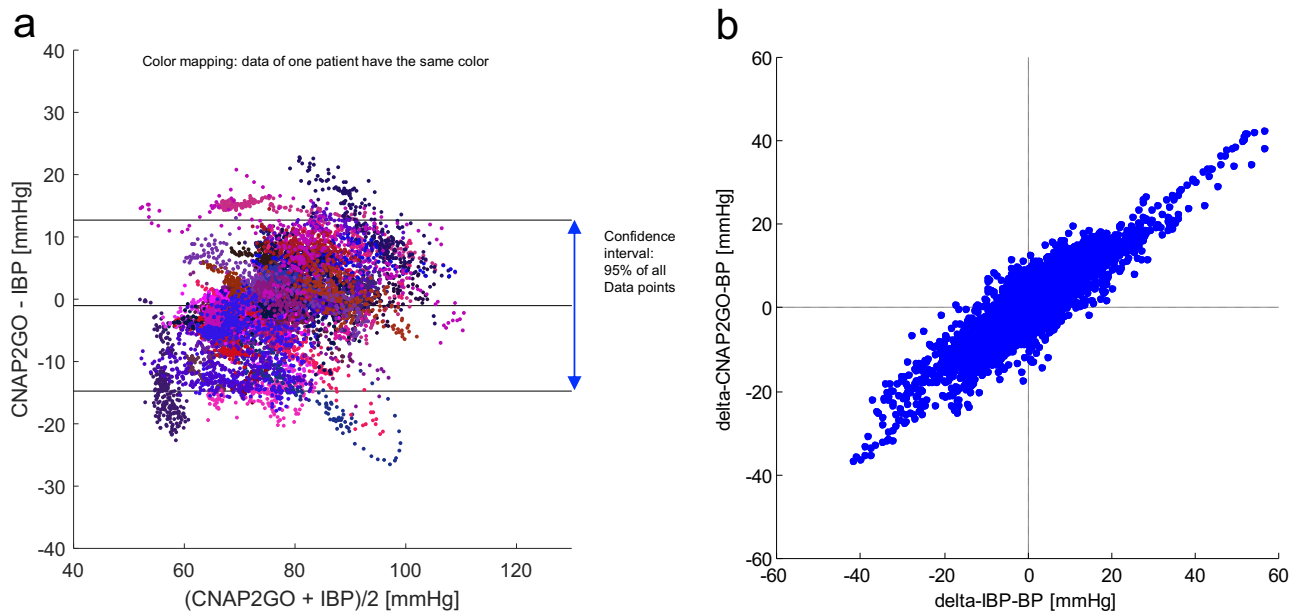 a
Color mapping: data of one patient have the same color
CNAP2GO - IBP [mmHg]
40
30
20
10
0
-10
-20
-30
-40
40 60 80 100 120
(CNAP2GO + IBP)/2 [mmHg]
Confidence
interval:
95% of all
Data points
b
delta-CNAP2GO-BP [mmHg]
60
40
20
0
-20
-40
-60
-60 -40 -20 0 20 40 60
delta-IBP-BP [mmHg]